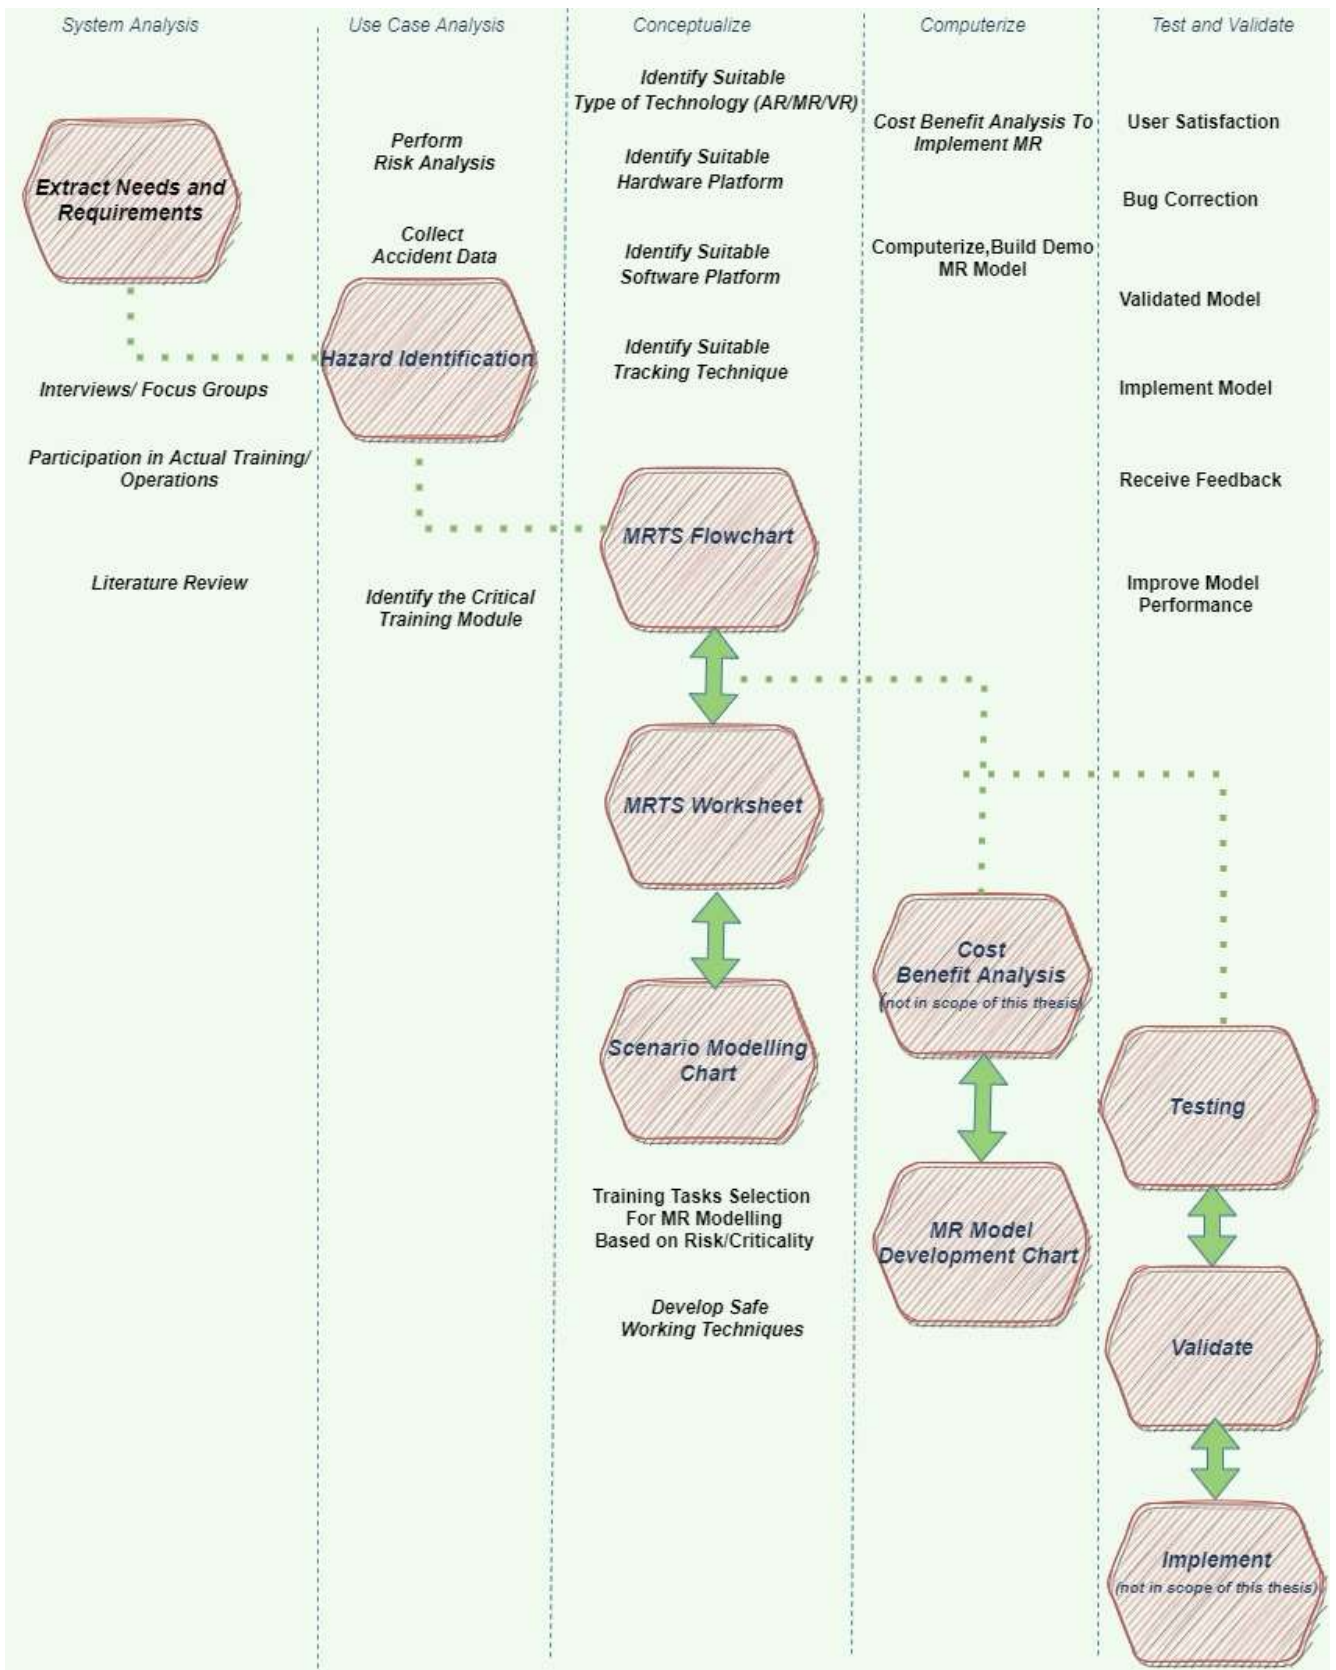 System Analysis
Use Case Analysis
Conceptualize
Computerize
Test and Validate
Extract Needs and
Requirements
Interviews/ Focus Groups
Participation in Actual Training/
Operations
Literature Review
Perform
Risk Analysis
Collect
Accident Data
Hazard Identification
Identify the Critical
Training Module
Identify Suitable
Type of Technology (AR/MR/VR)
Identify Suitable
Hardware Platform
Identify Suitable
Software Platform
Identify Suitable
Tracking Technique
MRTS Flowchart
MRTS Worksheet
Scenario Modelling
Chart
Training Tasks Selection
For MR Modelling
Based on Risk/Criticality
Develop Safe
Working Techniques
Cost Benefit Analysis To
Implement MR
Computerize,Build Demo
MR Model
Cost
Benefit Analysis
(not in scope of this thesis)
MR Model
Development Chart
User Satisfaction
Bug Correction
Validated Model
Implement Model
Receive Feedback
Improve Model
Performance
Testing
Validate
Implement
(not in scope of this thesis)